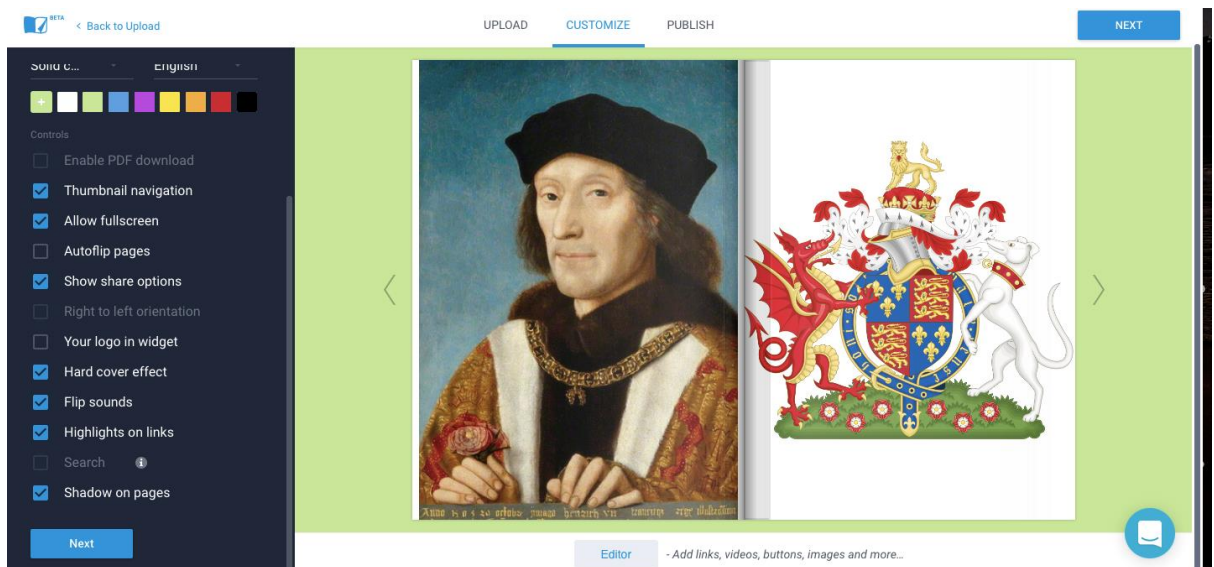 BETA
< Back to Upload
UPLOAD CUSTOMIZE PUBLISH
NEXT
Solid c... English
Controls
Enable PDF download
Thumbnail navigation
Allow fullscreen
Autoflip pages
Show share options
Right to left orientation
Your logo in widget
Hard cover effect
Flip sounds
Highlights on links
Search
Shadow on pages
Next
Anno
Editor - Add links, videos, buttons, images and more...